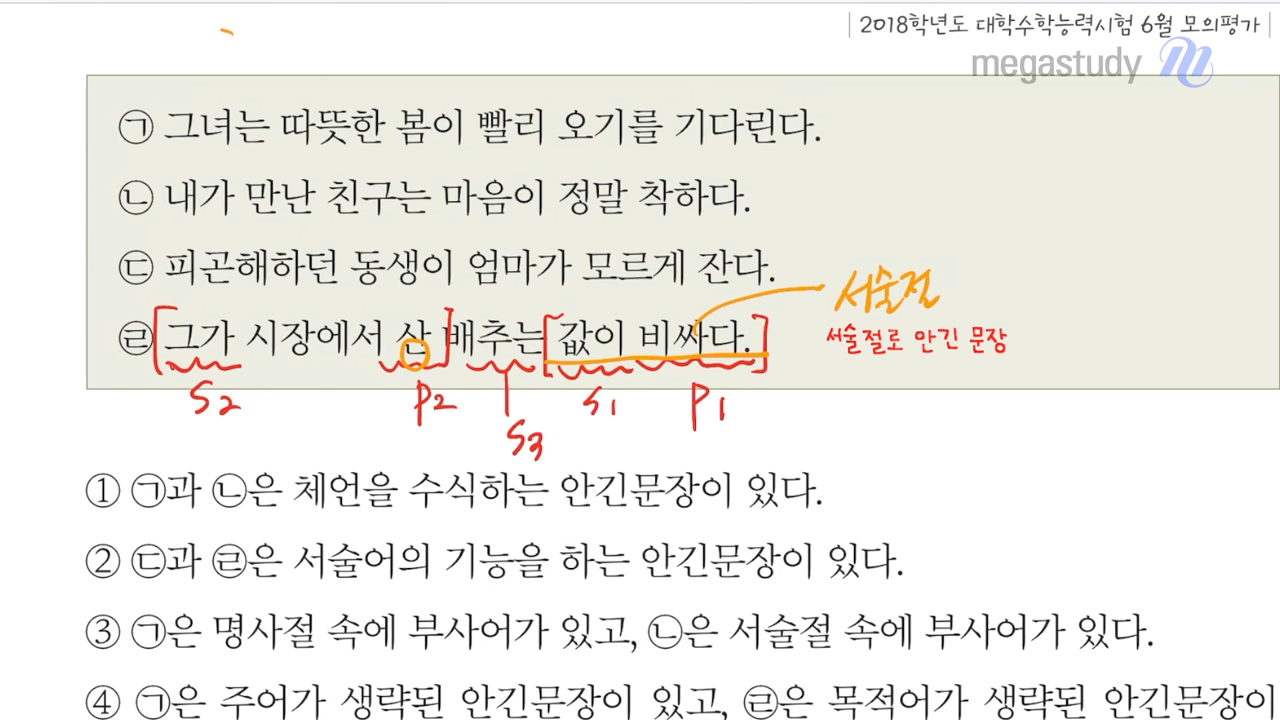 2018학년도 대학수학능력시험 6월 모의평가
megastudy
㉠ 그녀는 따뜻한 봄이 빨리 오기를 기다린다.
㉡ 내가 만난 친구는 마음이 정말 착하다.
㉢ 피곤해하던 동생이 엄마가 모르게 잔다.
서술절
㉣ [그가 시장에서 산] 배추는 [값이 비싸다.]
서술절로 안긴 문장
S2 P2 S3 S1 P1
① ㉠과 ㉡은 체언을 수식하는 안긴문장이 있다.
② ㉢과 ㉣은 서술어의 기능을 하는 안긴문장이 있다.
③ ㉠은 명사절 속에 부사어가 있고, ㉡은 서술절 속에 부사어가 있다.
④ ㉠은 주어가 생략된 안긴문장이 있고, ㉣은 목적어가 생략된 안긴문장이